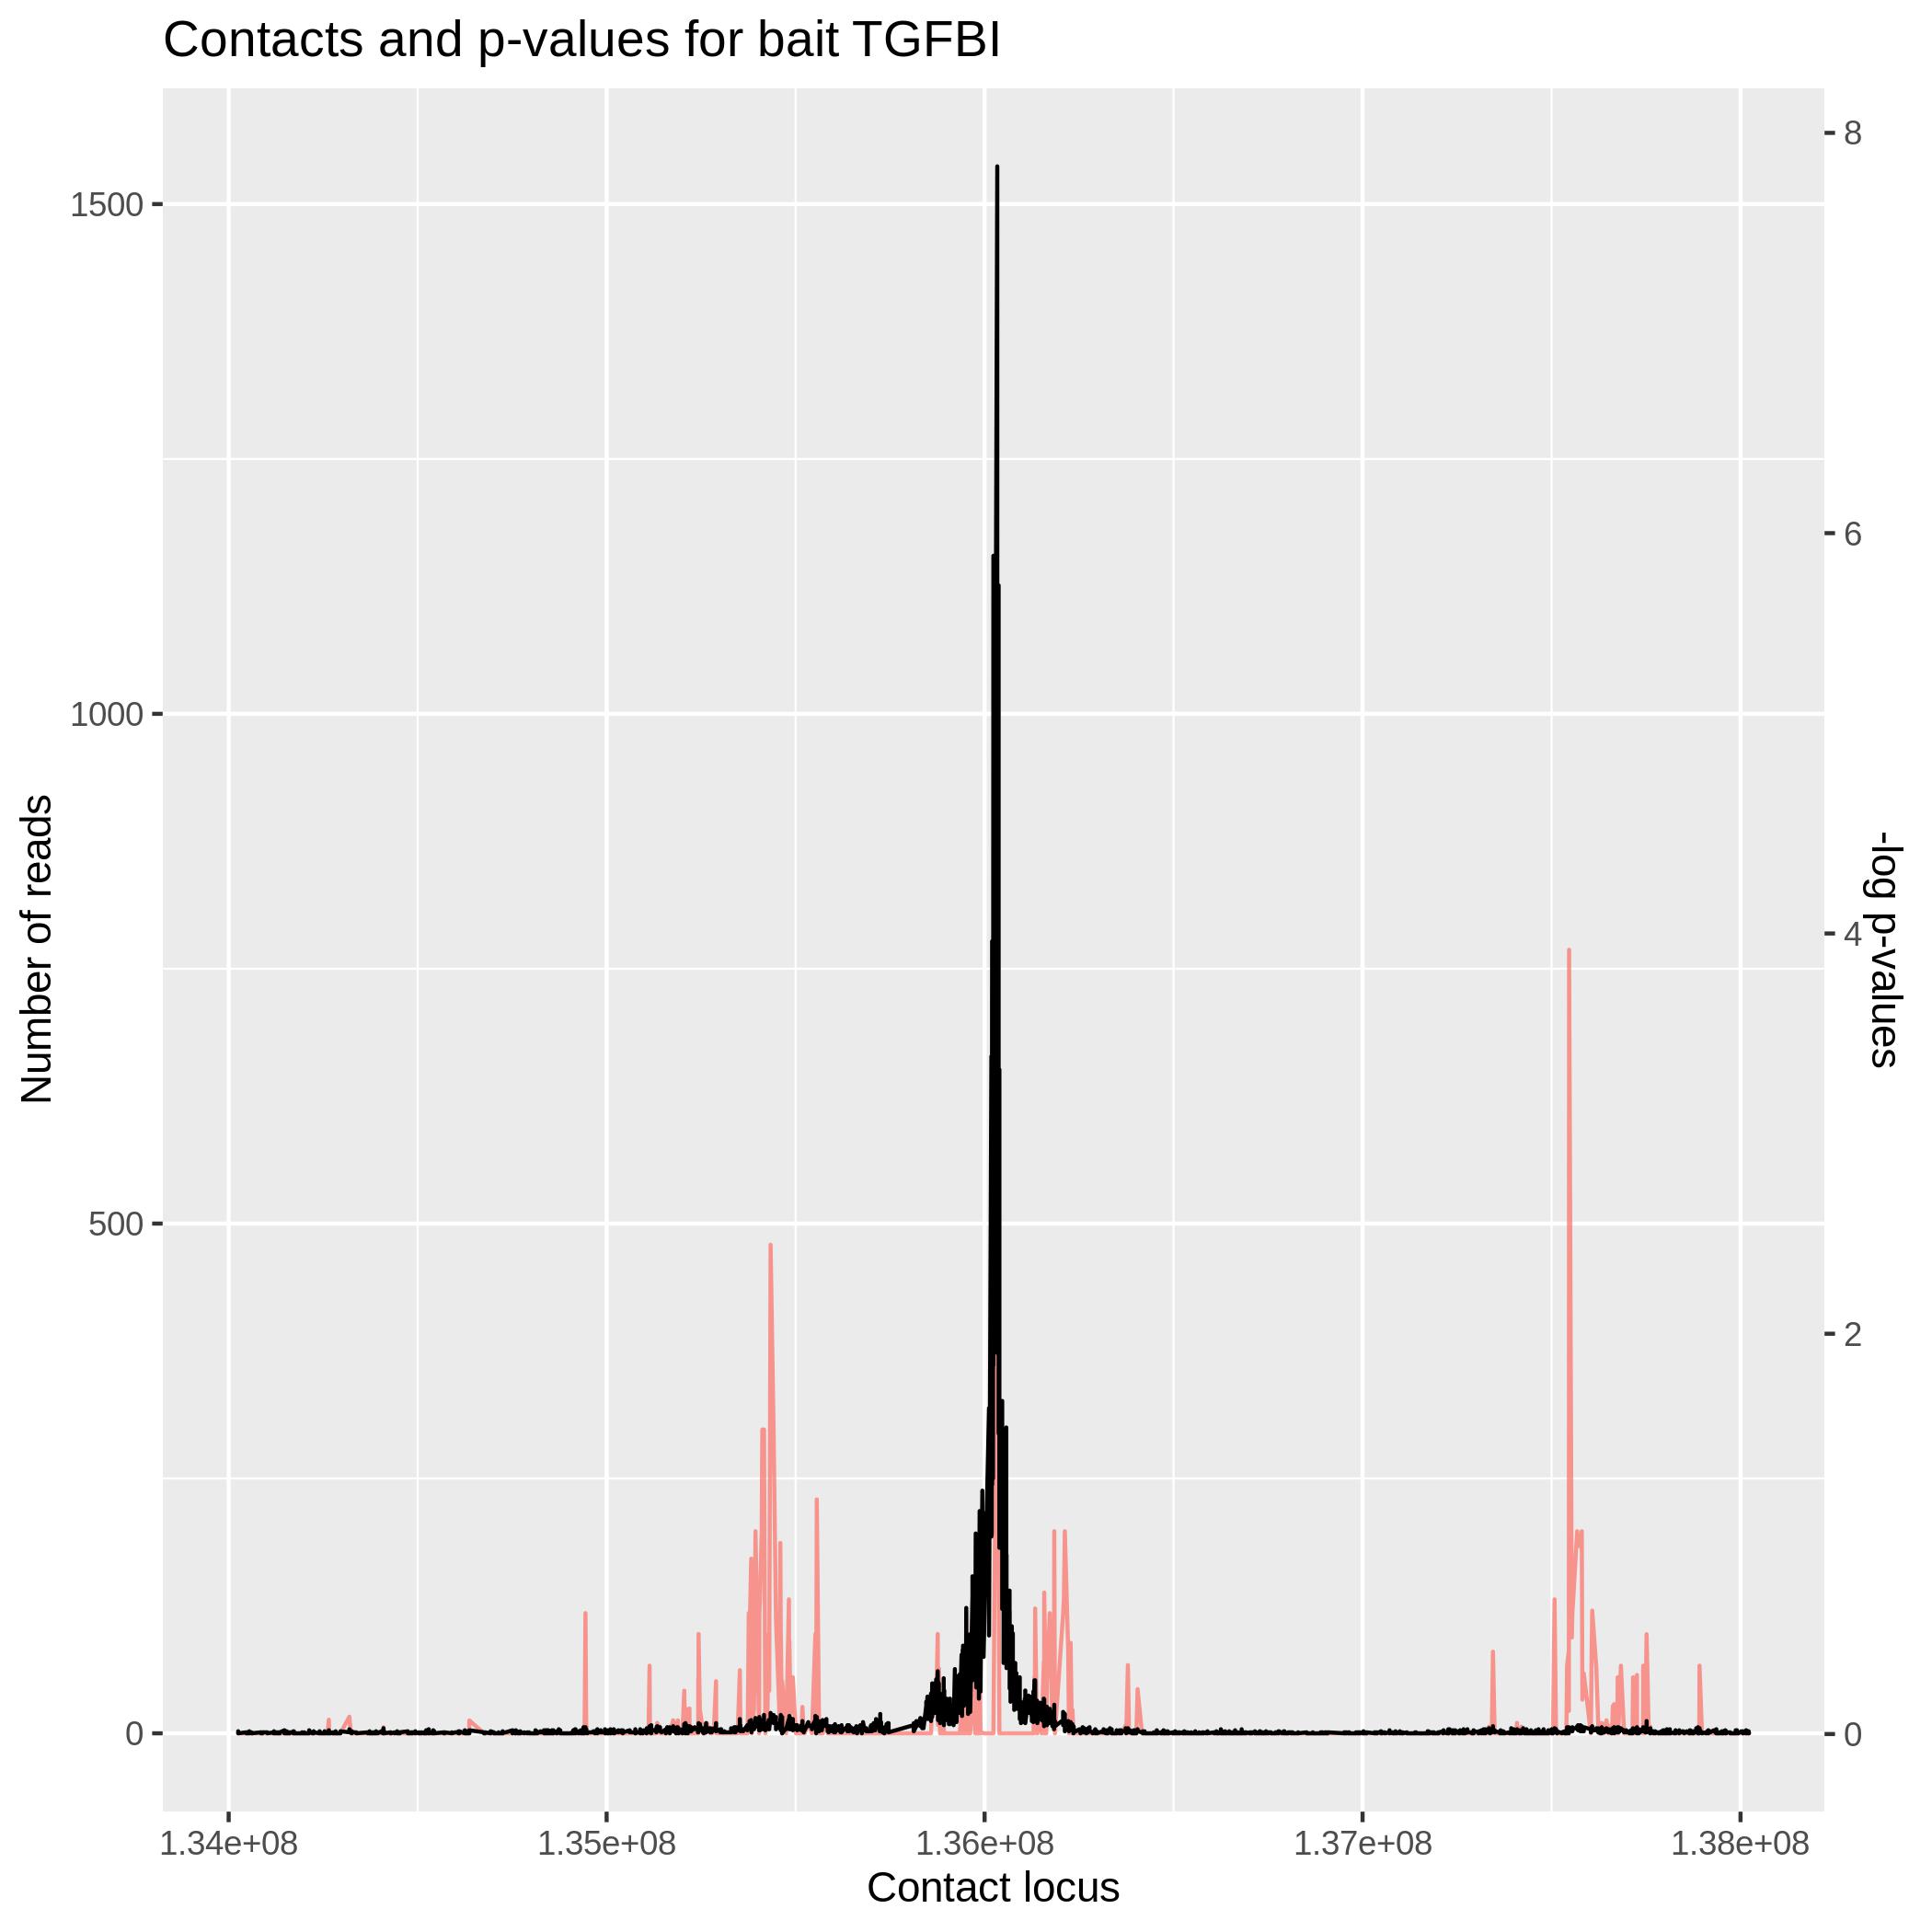 Contacts and p-values for bait TGFBI
1500
1000
500
0
Number of reads
8
6
4
2
0
-log p-values
1.34e+08
1.35e+08
1.36e+08
1.37e+08
1.38e+08
Contact locus